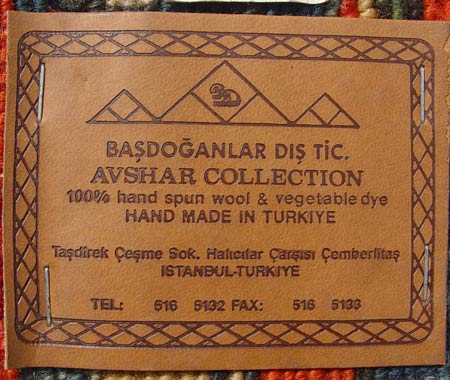 BAŞDOĞANLAR DIŞ TİC.
AVSHAR COLLECTION
100% hand spun wool & vegetable dye
HAND MADE IN TURKIYE
Taşdirek Çeşme Sok. Halıcılar Çarşısı Çemberlitaş
ISTANBUL-TURKIYE
TEL: 516 5132 FAX: 516 5133